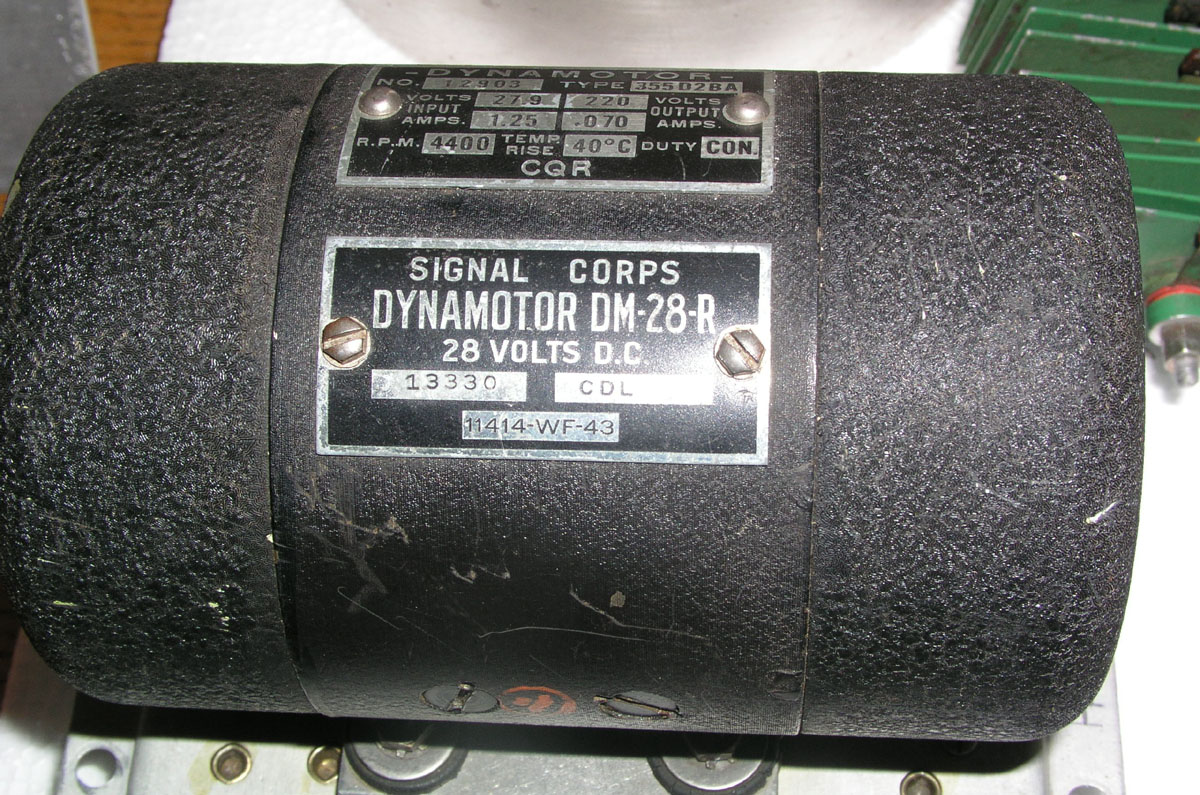 -DYNAMOTOR-
NO. 12903 TYPE 35502BA
VOLTS 27.9 220 VOLTS
INPUT OUTPUT
AMPS. 1.25 .070 AMPS.
R.P.M. 4400 TEMP. RISE 40°C DUTY CON.
CQR
SIGNAL CORPS
DYNAMOTOR DM-28-R
28 VOLTS D.C.
13330 CDL
11414-WF-43